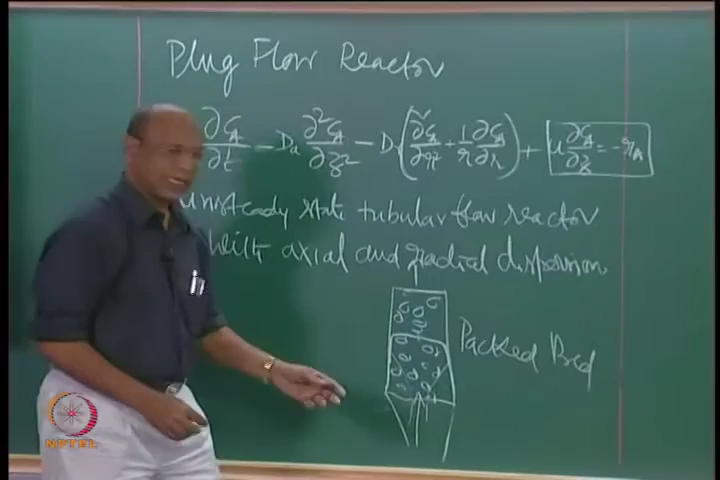 Plug Flow Reactor
∂C_A/∂t − D_a ∂²C_A/∂z² − D_r (∂²C_A/∂r² + 1/r ∂C_A/∂r) + u ∂C_A/∂z = −r_A
unsteady state tubular flow reactor
with axial and radial dispersion
Packed Bed
NPTEL